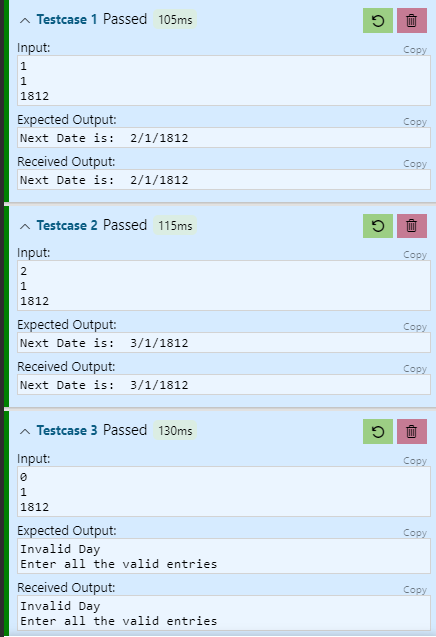 Testcase 1 Passed 105ms
Input:
Copy
1
1
1812
Expected Output:
Copy
Next Date is:  2/1/1812
Received Output:
Copy
Next Date is:  2/1/1812
Testcase 2 Passed 115ms
Input:
Copy
2
1
1812
Expected Output:
Copy
Next Date is:  3/1/1812
Received Output:
Copy
Next Date is:  3/1/1812
Testcase 3 Passed 130ms
Input:
Copy
0
1
1812
Expected Output:
Copy
Invalid Day
Enter all the valid entries
Received Output:
Copy
Invalid Day
Enter all the valid entries